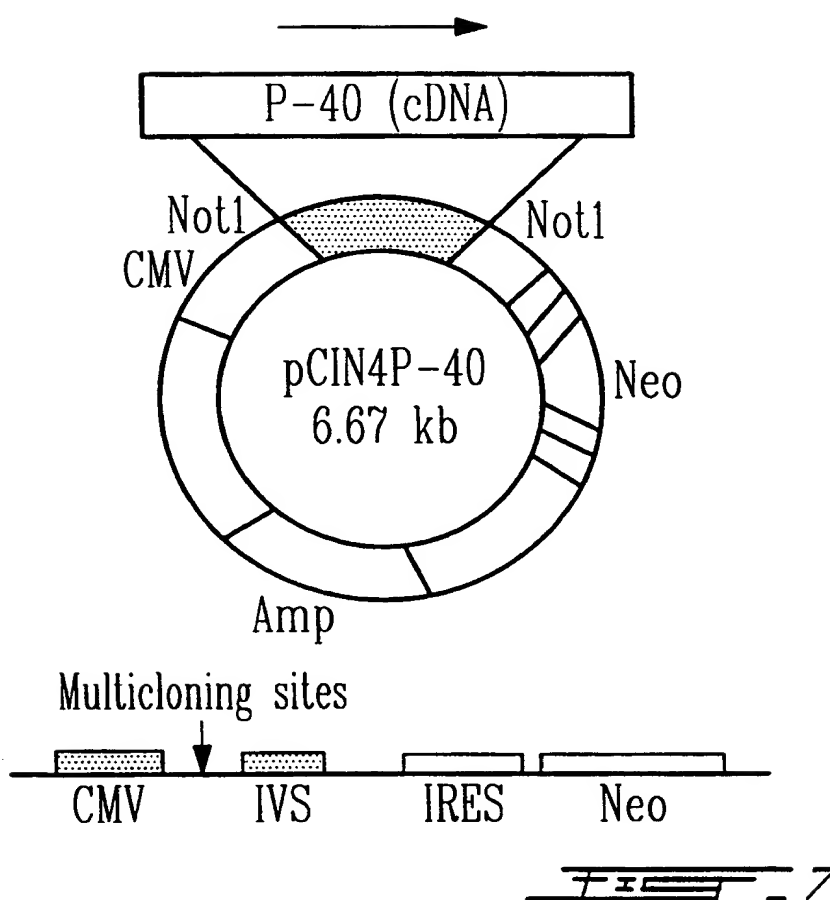 P-40 (cDNA)
Not1
Not1
CMV
pCIN4P-40
6.67 kb
Neo
Amp
Multicloning sites
CMV
IVS
IRES
Neo